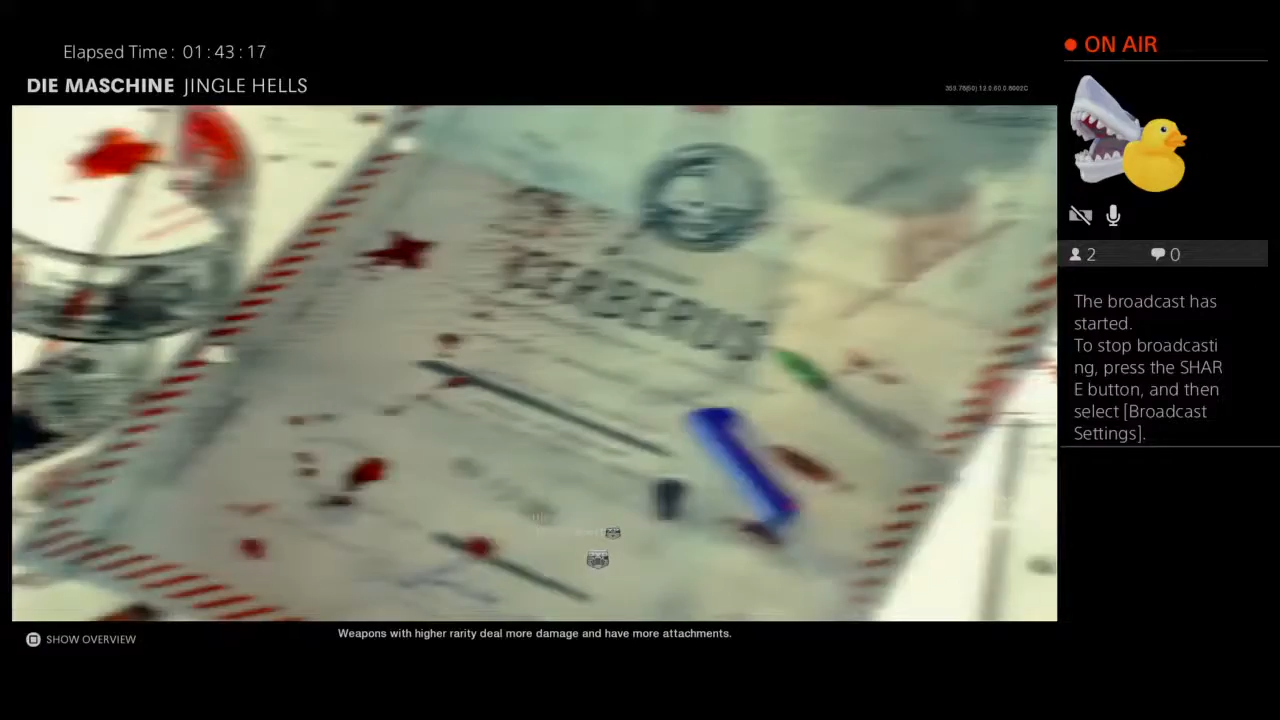 Elapsed Time: 01:43:17
ON AIR
DIE MASCHINE JINGLE HELLS
CERBERUS
2
0
The broadcast has
started.
To stop broadcasti
ng, press the SHAR
E button, and then
select [Broadcast
Settings].
SHOW OVERVIEW
Weapons with higher rarity deal more damage and have more attachments.